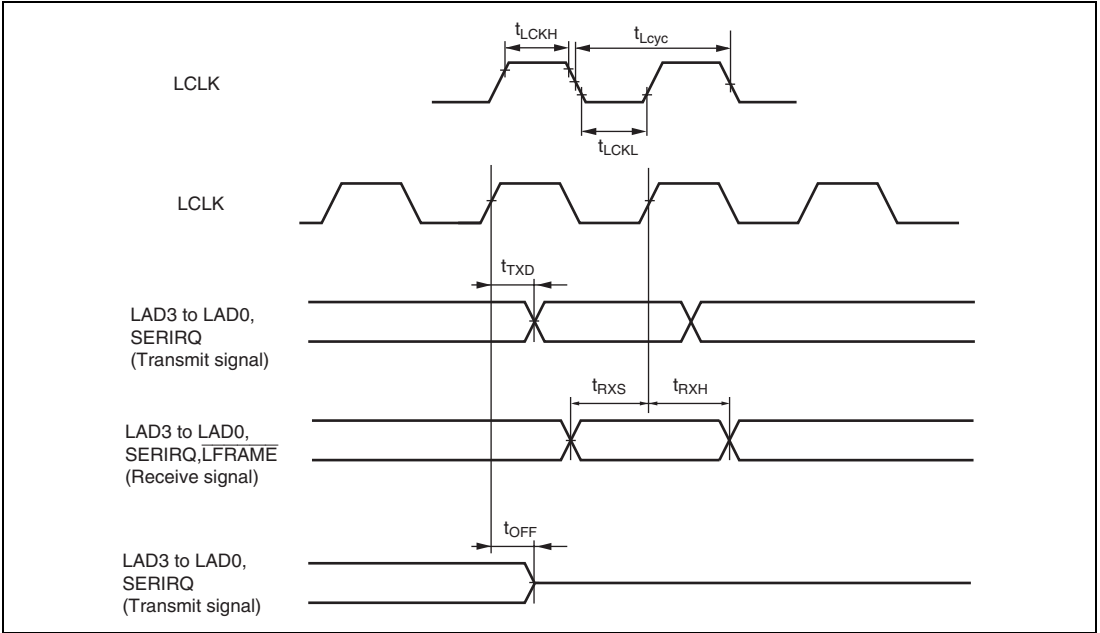 tLCKH
tLcyc
LCLK
tLCKL
LCLK
tTXD
LAD3 to LAD0,
SERIRQ
(Transmit signal)
tRXS
tRXH
LAD3 to LAD0,
SERIRQ,LFRAME
(Receive signal)
tOFF
LAD3 to LAD0,
SERIRQ
(Transmit signal)